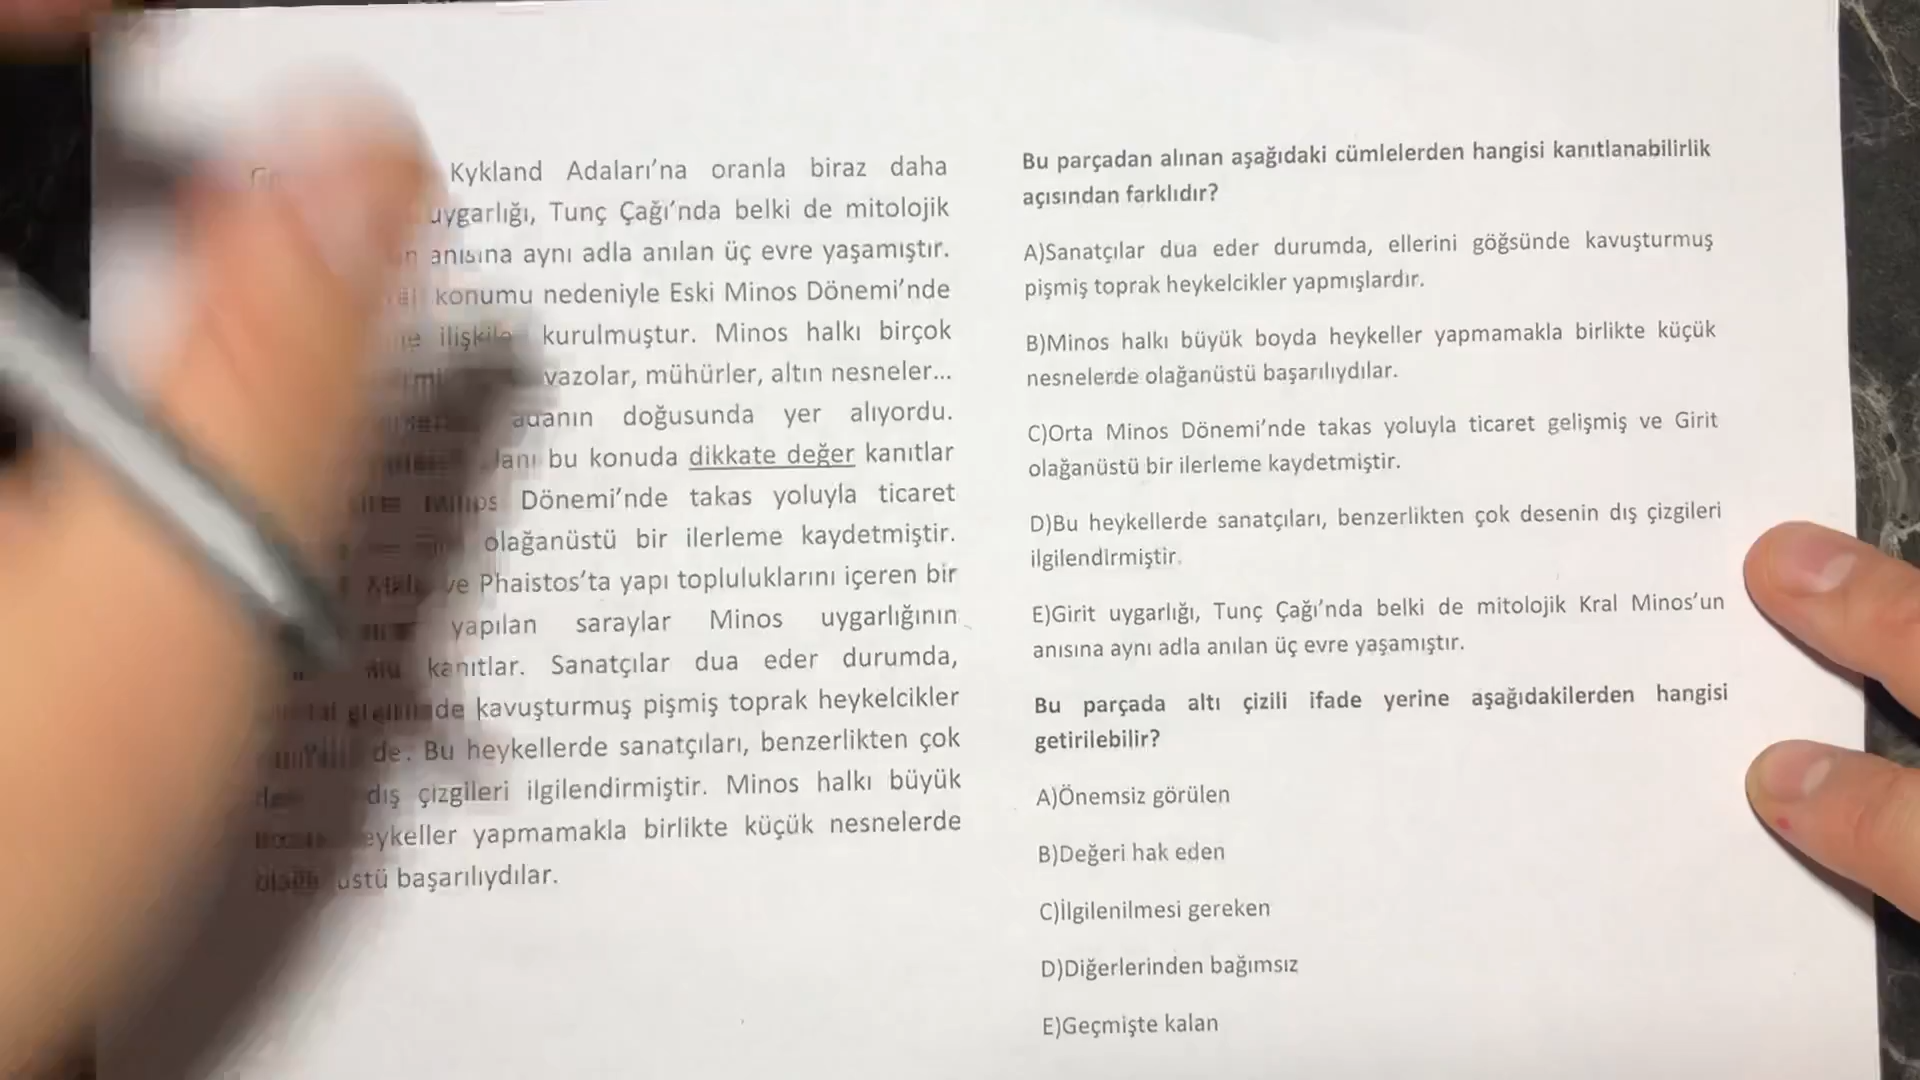 Kykland Adaları’na oranla biraz daha
uygarlığı, Tunç Çağı’nda belki de mitolojik
anısına aynı adla anılan üç evre yaşamıştır.
konumu nedeniyle Eski Minos Dönemi’nde
kurulmuştur. Minos halkı birçok
vazolar, mühürler, altın nesneler...
adanın doğusunda yer alıyordu.
bu konuda dikkate değer kanıtlar
Dönemi’nde takas yoluyla ticaret
olağanüstü bir ilerleme kaydetmiştir.
ve Phaistos’ta yapı topluluklarını içeren bir
yapılan saraylar Minos uygarlığının
kanıtlar. Sanatçılar dua eder durumda,
kavuşturmuş pişmiş toprak heykelcikler
de. Bu heykellerde sanatçıları, benzerlikten çok
dış çizgileri ilgilendirmiştir. Minos halkı büyük
heykeller yapmamakla birlikte küçük nesnelerde
başarılıydılar.
Bu parçadan alınan aşağıdaki cümlelerden hangisi kanıtlanabilirlik
açısından farklıdır?
A)Sanatçılar dua eder durumda, ellerini göğsünde kavuşturmuş
pişmiş toprak heykelcikler yapmışlardır.
B)Minos halkı büyük boyda heykeller yapmamakla birlikte küçük
nesnelerde olağanüstü başarılıydılar.
C)Orta Minos Dönemi’nde takas yoluyla ticaret gelişmiş ve Girit
olağanüstü bir ilerleme kaydetmiştir.
D)Bu heykellerde sanatçıları, benzerlikten çok desenin dış çizgileri
ilgilendirmiştir.
E)Girit uygarlığı, Tunç Çağı’nda belki de mitolojik Kral Minos’un
anısına aynı adla anılan üç evre yaşamıştır.
Bu parçada altı çizili ifade yerine aşağıdakilerden hangisi
getirilebilir?
A)Önemsiz görülen
B)Değeri hak eden
C)İlgilenilmesi gereken
D)Diğerlerinden bağımsız
E)Geçmişte kalan